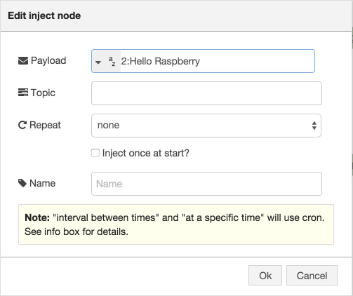 Edit inject node
Payload
a
z
2:Hello Raspberry
Topic
Repeat
none
Inject once at start?
Name
Name
Note: "interval between times" and "at a specific time" will use cron.
See info box for details.
Ok
Cancel